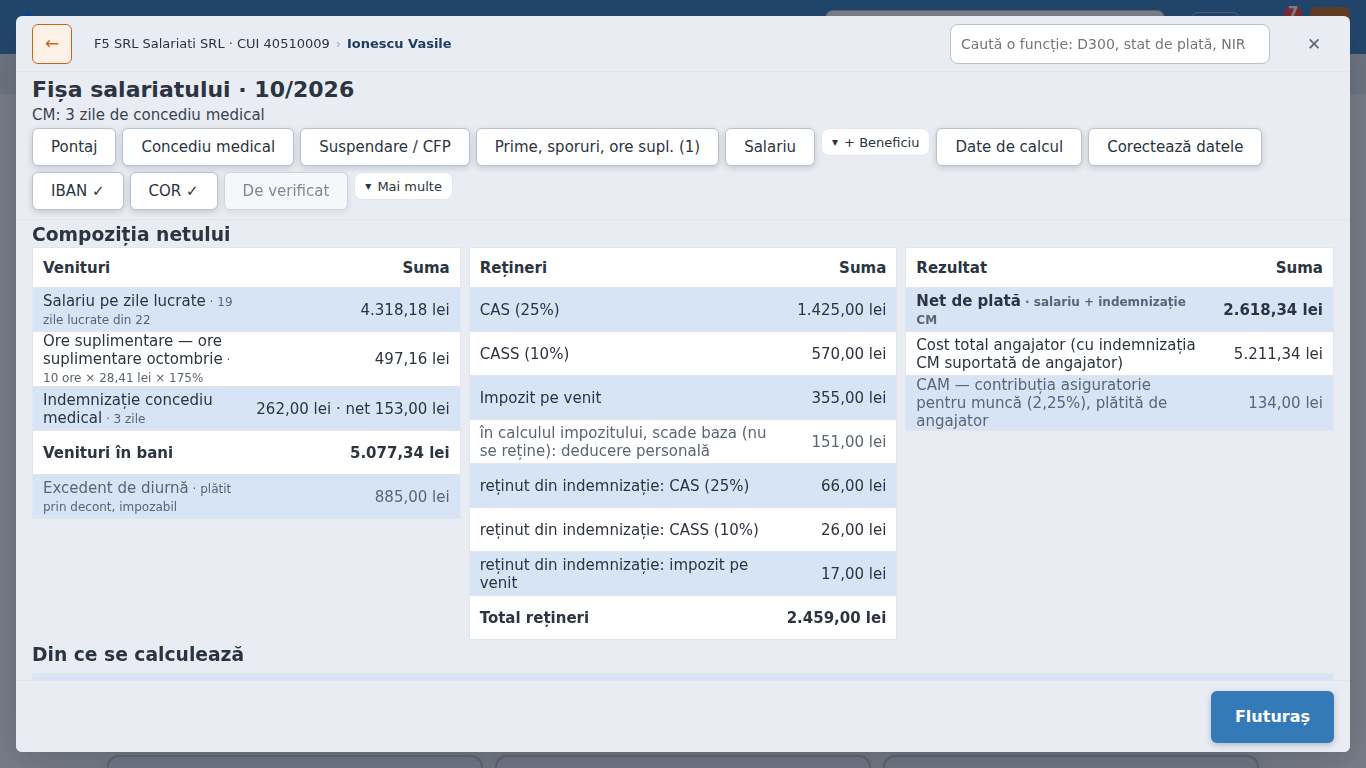 7
←
F5 SRL Salariati SRL · CUI 40510009 › Ionescu Vasile
Caută o funcție: D300, stat de plată, NIR
✕
Fișa salariatului · 10/2026
CM: 3 zile de concediu medical
Pontaj
Concediu medical
Suspendare / CFP
Prime, sporuri, ore supl. (1)
Salariu
▾ + Beneficiu
Date de calcul
Corectează datele
IBAN ✓
COR ✓
De verificat
▾ Mai multe
Compoziția netului
Venituri Suma
Salariu pe zile lucrate · 19
zile lucrate din 22
4.318,18 lei
Ore suplimentare — ore
suplimentare octombrie ·
10 ore × 28,41 lei × 175%
497,16 lei
Indemnizație concediu
medical · 3 zile
262,00 lei · net 153,00 lei
Venituri în bani 5.077,34 lei
Excedent de diurnă · plătit
prin decont, impozabil
885,00 lei
Rețineri Suma
CAS (25%) 1.425,00 lei
CASS (10%) 570,00 lei
Impozit pe venit 355,00 lei
în calculul impozitului, scade baza (nu
se reține): deducere personală
151,00 lei
reținut din indemnizație: CAS (25%) 66,00 lei
reținut din indemnizație: CASS (10%) 26,00 lei
reținut din indemnizație: impozit pe
venit
17,00 lei
Total rețineri 2.459,00 lei
Rezultat Suma
Net de plată · salariu + indemnizație
CM
2.618,34 lei
Cost total angajator (cu indemnizația
CM suportată de angajator)
5.211,34 lei
CAM — contribuția asiguratorie
pentru muncă (2,25%), plătită de
angajator
134,00 lei
Din ce se calculează
Fluturaș